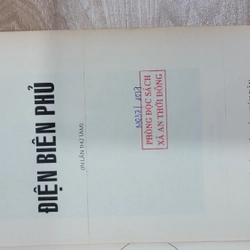 ĐIỆN BIÊN PHỦ
(IN LẦN THỨ TÁM)
PHÒNG ĐỌC SÁCH
XÃ AN THỚI ĐÔNG